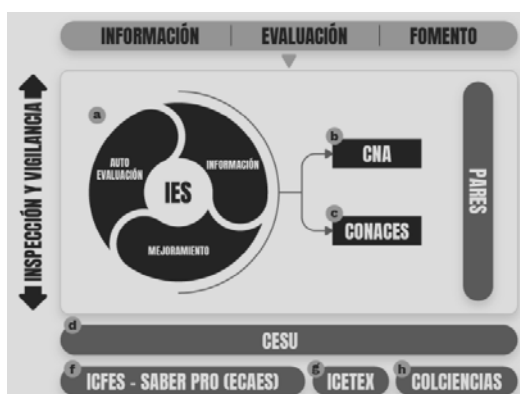 INFORMACIÓN | EVALUACIÓN | FOMENTO
INSPECCIÓN Y VIGILANCIA
a
AUTO
EVALUACIÓN
INFORMACIÓN
IES
MEJORAMIENTO
b
CNA
c
CONACES
PARES
d
CESU
f
ICFES - SABER PRO (ECAES)
g
ICETEX
h
COLCIENCIAS